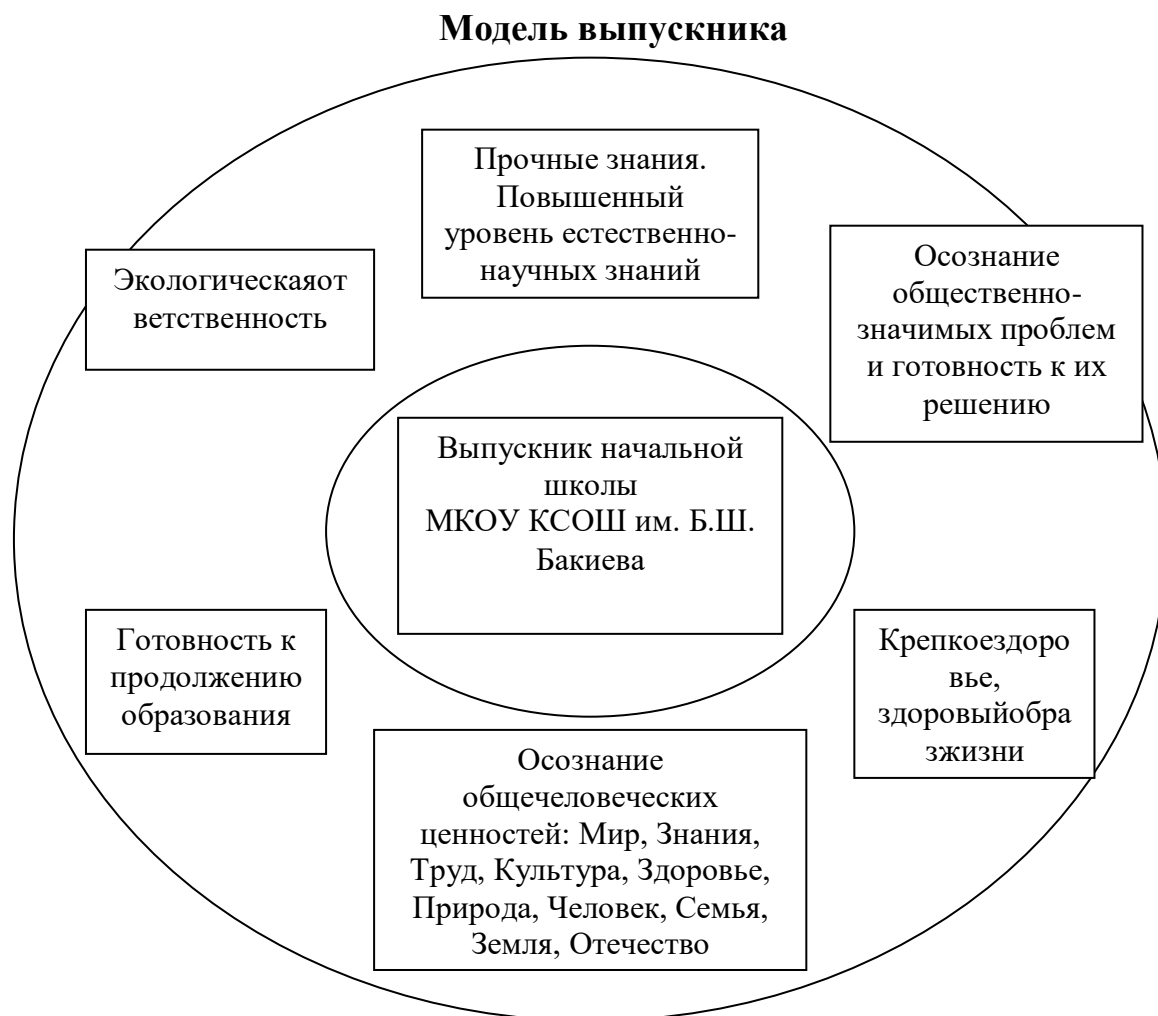 Модель выпускника
Прочные знания.
Повышенный
уровень естественно-
научных знаний
Экологическаяот
ветственность
Осознание
общественно-
значимых проблем
и готовность к их
решению
Выпускник начальной
школы
МКОУ КСОШ им. Б.Ш.
Бакиева
Готовность к
продолжению
образования
Крепкоездоро
вье,
здоровыйобра
зжизни
Осознание
общечеловеческих
ценностей: Мир, Знания,
Труд, Культура, Здоровье,
Природа, Человек, Семья,
Земля, Отечество